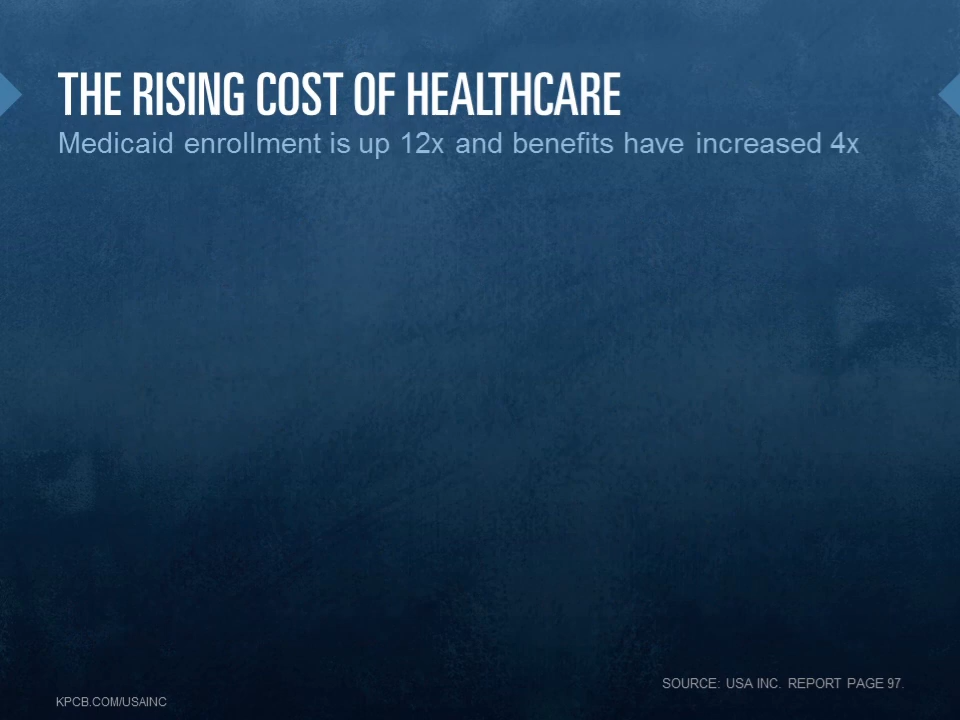 THE RISING COST OF HEALTHCARE
Medicaid enrollment is up 12x and benefits have increased 4x
SOURCE: USA INC. REPORT PAGE 97.
KPCB.COM/USAINC